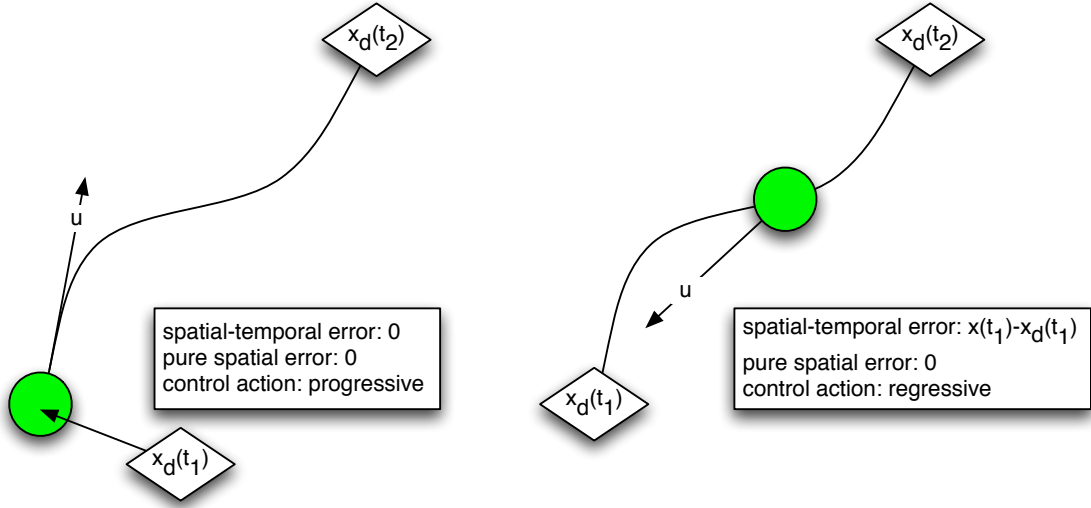 x_d(t_2)
u
spatial-temporal error: 0
pure spatial error: 0
control action: progressive
x_d(t_1)
x_d(t_2)
u
spatial-temporal error: x(t_1)-x_d(t_1)
pure spatial error: 0
control action: regressive
x_d(t_1)